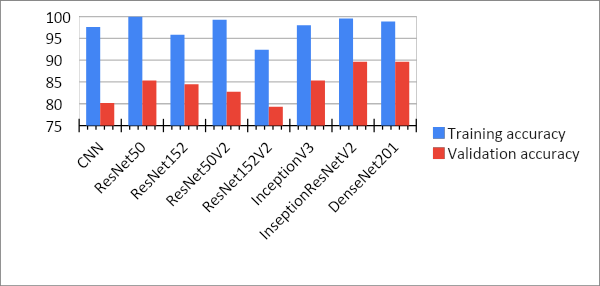 100
95
90
85
80
75
CNN
ResNet50
ResNet152
ResNet50V2
ResNet152V2
InceptionV3
InseptionResNetV2
DenseNet201
Training accuracy
Validation accuracy